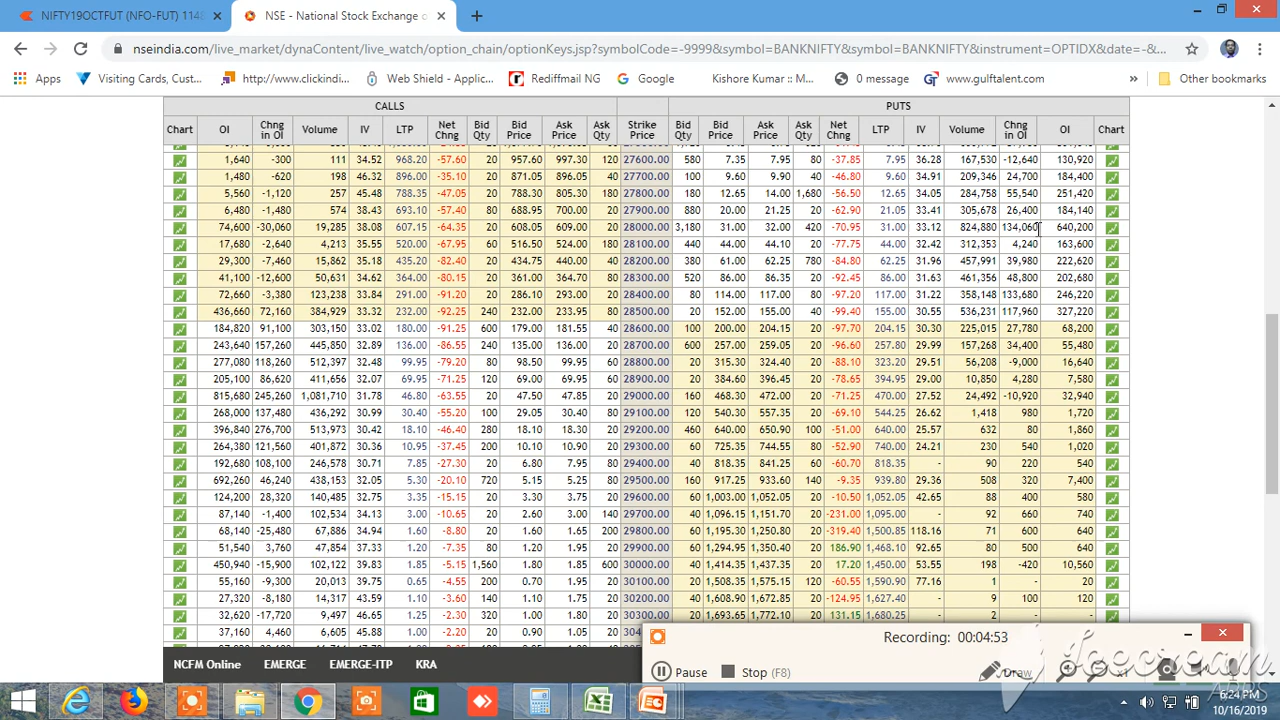 NIFTY19OCTFUT (NFO-FUT) 1148 × NSE - National Stock Exchange o × +
nseindia.com/live_market/dynaContent/live_watch/option_chain/optionKeys.jsp?symbolCode=-9999&symbol=BANKNIFTY&symbol=BANKNIFTY&instrument=OPTIDX&date=-&...
Apps Visiting Cards, Cust... http://www.clickindi... Web Shield - Applic... Rediffmail NG Google Kishore Kumar :: M... 0 message www.gulftalent.com » Other bookmarks
CALLS PUTS
Chart OI Chng in OI Volume IV LTP Net Chng Bid Qty Bid Price Ask Price Ask Qty Strike Price Bid Qty Bid Price Ask Price Ask Qty Net Chng LTP IV Volume Chng in OI OI Chart
1,640 -300 111 34.52 968.20 -57.60 20 957.60 997.30 120 27600.00 580 7.35 7.95 80 -37.85 7.95 36.28 167,530 -12,640 130,920
1,480 -620 198 46.32 896.00 -35.10 20 871.05 896.05 40 27700.00 100 9.60 9.90 40 -46.80 9.60 34.91 209,346 24,700 184,400
5,560 -1,120 257 45.48 788.35 -47.05 20 788.30 805.30 180 27800.00 180 12.65 14.00 1,680 -56.50 12.65 34.05 284,758 55,540 251,420
6,480 -1,480 574 38.43 693.10 -57.40 80 688.95 700.00 20 27900.00 880 20.00 21.25 20 -62.90 21.05 33.41 305,678 26,400 184,140
74,600 -30,060 19,285 38.08 607.15 -64.35 20 608.05 609.00 20 28000.00 3,180 31.00 32.00 420 -70.95 31.00 33.12 824,880 134,060 640,200
17,680 -2,640 4,213 35.55 520.00 -67.95 60 516.50 524.00 180 28100.00 440 44.00 44.10 20 -77.75 44.00 32.42 312,353 4,240 163,600
29,300 -7,460 15,862 35.18 435.00 -82.40 20 434.75 440.00 40 28200.00 380 61.00 62.25 780 -84.80 62.25 31.96 457,991 39,980 222,620
41,100 -12,600 50,631 34.62 364.00 -80.15 20 361.00 364.70 80 28300.00 520 86.00 86.35 20 -92.45 86.00 31.63 461,356 48,800 202,680
72,660 -3,380 123,238 33.84 291.00 -91.20 20 286.10 293.00 20 28400.00 80 114.00 117.00 80 -97.20 117.00 31.22 358,148 133,680 246,220
436,660 72,160 384,929 33.32 232.00 -92.25 240 232.00 233.95 80 28500.00 20 152.00 155.00 40 -99.40 155.00 30.55 536,231 117,960 327,220
184,820 91,100 303,150 33.02 180.00 -91.25 600 179.00 181.55 40 28600.00 100 200.00 204.15 20 -97.70 204.15 30.30 225,015 27,780 68,200
243,640 157,260 445,850 32.89 136.00 -86.55 240 135.00 136.00 20 28700.00 600 257.00 259.05 20 -96.60 257.80 29.99 157,268 34,400 55,480
277,080 118,260 512,397 32.48 99.95 -79.20 80 98.50 99.95 60 28800.00 20 315.30 324.40 20 -88.10 323.20 29.51 56,208 -9,000 16,640
205,100 86,620 411,656 32.07 69.95 -71.25 120 69.00 69.95 60 28900.00 20 384.60 396.45 20 -78.65 394.95 29.00 10,850 4,280 7,580
815,680 245,260 1,081,710 31.78 46.80 -63.55 20 47.50 47.85 20 29000.00 160 468.30 472.00 20 -71.25 470.00 27.52 24,492 -10,920 32,940
268,000 137,480 436,292 30.99 30.40 -55.20 100 29.05 30.40 80 29100.00 120 540.30 557.35 20 -69.10 544.25 26.62 1,418 980 1,720
396,840 276,700 513,973 30.42 18.10 -46.40 280 18.10 18.30 20 29200.00 460 640.00 650.90 100 -51.00 640.00 25.57 632 80 1,860
264,380 121,560 401,872 30.36 10.95 -37.45 200 10.10 10.90 20 29300.00 60 725.35 744.55 80 -52.90 740.00 24.21 230 540 1,020
192,680 108,100 246,578 30.71 7.85 -27.30 20 6.80 7.95 80 29400.00 40 818.35 841.25 60 -60.70 818.35 - 90 220 540
692,260 46,240 438,153 32.05 5.30 -20.10 720 5.15 5.25 80 29500.00 160 917.25 933.60 140 -9.35 939.90 29.36 508 320 7,400
124,200 28,320 140,485 32.75 3.35 -15.15 20 3.30 3.75 20 29600.00 20 1,003.00 1,052.05 20 -10.50 1,052.05 42.65 88 400 580
87,140 -1,400 102,534 34.13 3.00 -10.65 20 2.60 3.00 140 29700.00 40 1,096.15 1,151.70 20 -231.00 1,095.00 - 92 660 740
68,140 -25,480 67,886 34.94 1.60 -8.80 20 1.60 1.65 200 29800.00 60 1,195.30 1,250.80 20 -319.40 1,500.85 118.16 71 600 640
51,540 3,760 47,854 37.33 1.20 -7.35 80 1.20 1.95 20 29900.00 60 1,294.95 1,350.40 20 186.90 1,468.10 92.65 80 500 640
450,940 -15,900 102,122 39.83 1.85 -5.15 1,560 1.80 1.85 600 30000.00 20 1,414.35 1,437.35 20 17.20 1,450.00 53.55 198 -420 10,560
55,160 -9,300 20,013 39.75 0.65 -4.55 200 0.70 1.95 20 30100.00 20 1,508.35 1,575.15 120 -60.55 1,590.90 77.16 1 - 20
27,320 -8,180 14,317 43.59 1.10 -3.60 140 1.10 1.75 20 30200.00 40 1,608.90 1,672.85 20 -124.95 1,627.40 - 9 100 120
32,620 -17,720 9,497 46.65 1.25 -2.30 320 1.00 1.80 20 30300.00 20 1,693.65 1,772.10 20 131.15 1,680.25 - 2 - -
37,160 4,460 6,605 45.88 1.00 -2.20 20 0.90 1.05 20
NCFM Online EMERGE EMERGE-ITP KRA
Recording: 00:04:53
Pause Stop (F8) Draw
Icecream
APPS
6:24 PM
10/16/2019